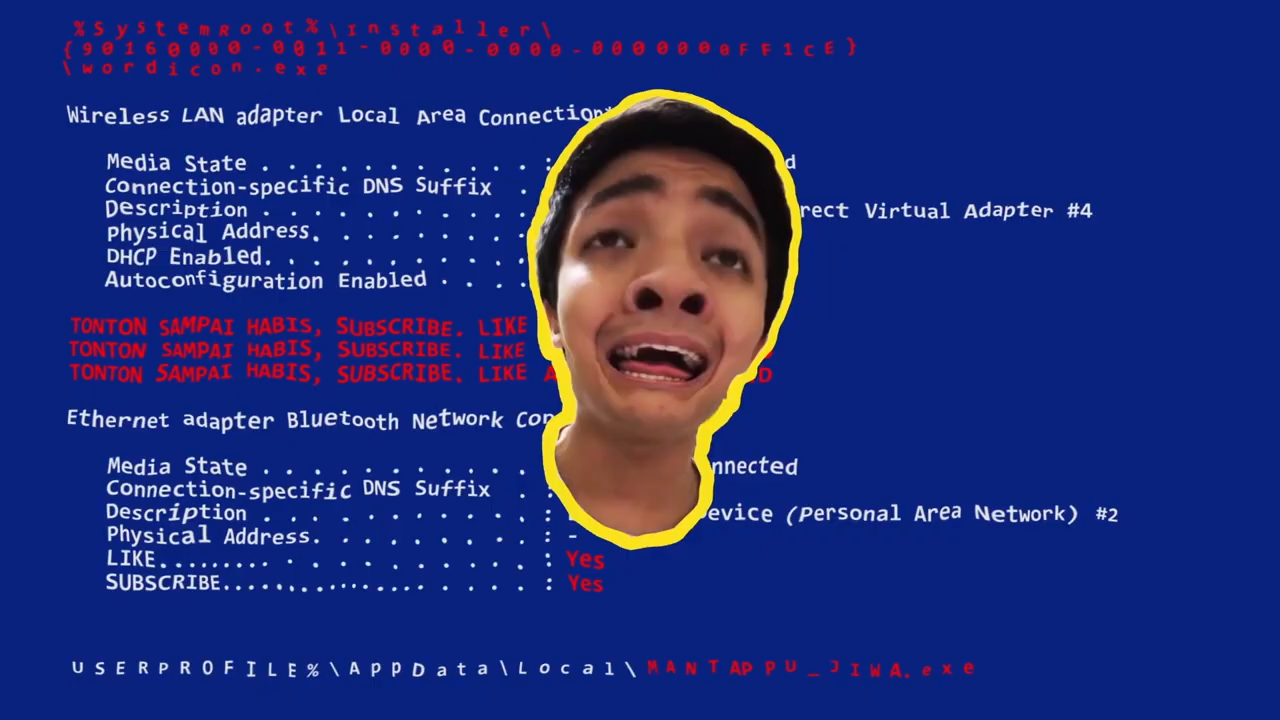 %SystemRoot%\Installer\
{90160000-0011-0000-0000-0000000FF1CE}
\wordicon.exe
Wireless LAN adapter Local Area Connection*
Media State . . . . . . . . . . . :
Connection-specific DNS Suffix . :
Description . . . . . . . . . . . rect Virtual Adapter #4
Physical Address. . . . . . . . .
DHCP Enabled. . . . . . . . . . .
Autoconfiguration Enabled . . . .
TONTON SAMPAI HABIS, SUBSCRIBE. LIKE
TONTON SAMPAI HABIS, SUBSCRIBE. LIKE
TONTON SAMPAI HABIS, SUBSCRIBE. LIKE A D
Ethernet adapter Bluetooth Network Con
Media State . . . . . . . . . . . : nnected
Connection-specific DNS Suffix . :
Description . . . . . . . . . . . : evice (Personal Area Network) #2
Physical Address. . . . . . . . . : -
LIKE......... . . . . . . . . . . : Yes
SUBSCRIBE................ . . . . : Yes
USERPROFILE%\AppData\Local\MANTAPPU_JIWA.exe